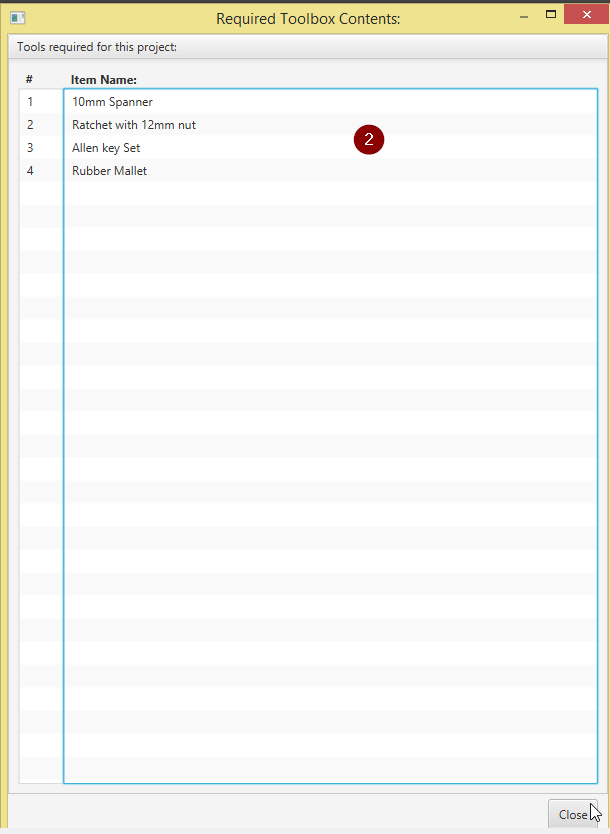 Required Toolbox Contents:
Tools required for this project:
# Item Name:
1 10mm Spanner
2 Ratchet with 12mm nut
2
3 Allen key Set
4 Rubber Mallet
Close